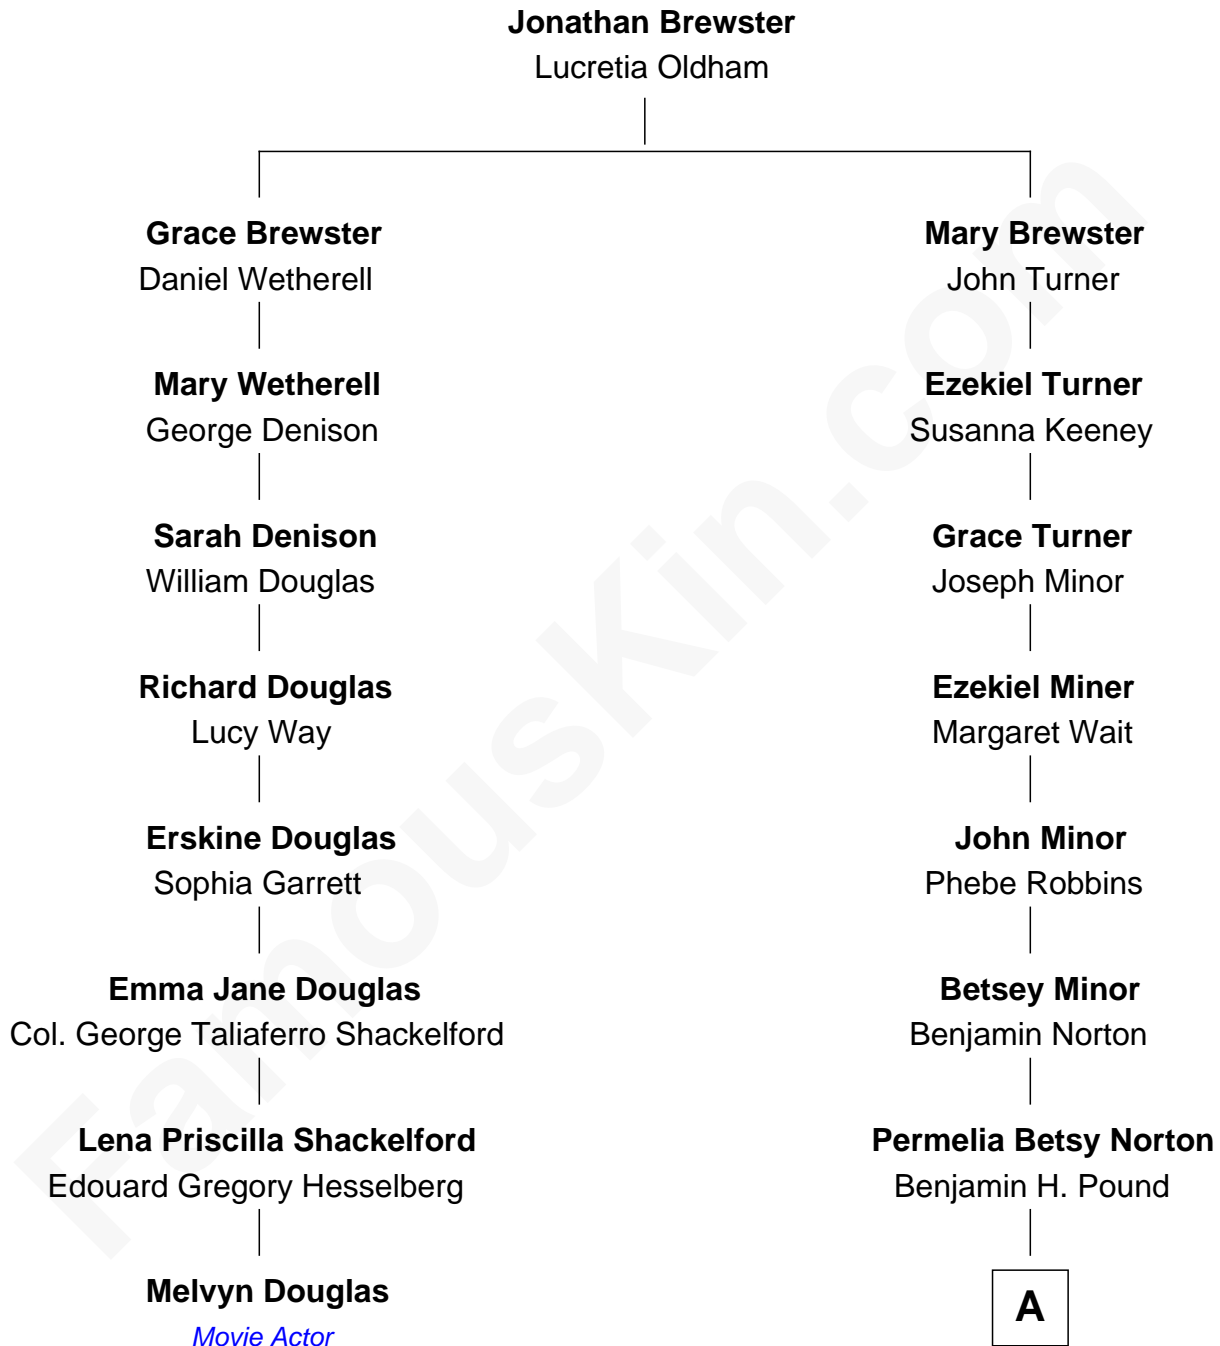 Jonathan Brewster
Lucretia Oldham
Grace Brewster
Daniel Wetherell
Mary Brewster
John Turner
Mary Wetherell
George Denison
Ezekiel Turner
Susanna Keeney
Sarah Denison
William Douglas
Grace Turner
Joseph Minor
Richard Douglas
Lucy Way
Ezekiel Miner
Margaret Wait
Erskine Douglas
Sophia Garrett
John Minor
Phebe Robbins
Emma Jane Douglas
Col. George Taliaferro Shackelford
Betsey Minor
Benjamin Norton
Lena Priscilla Shackelford
Edouard Gregory Hesselberg
Permelia Betsy Norton
Benjamin H. Pound
Melvyn Douglas
Movie Actor
A
FamousKin.com